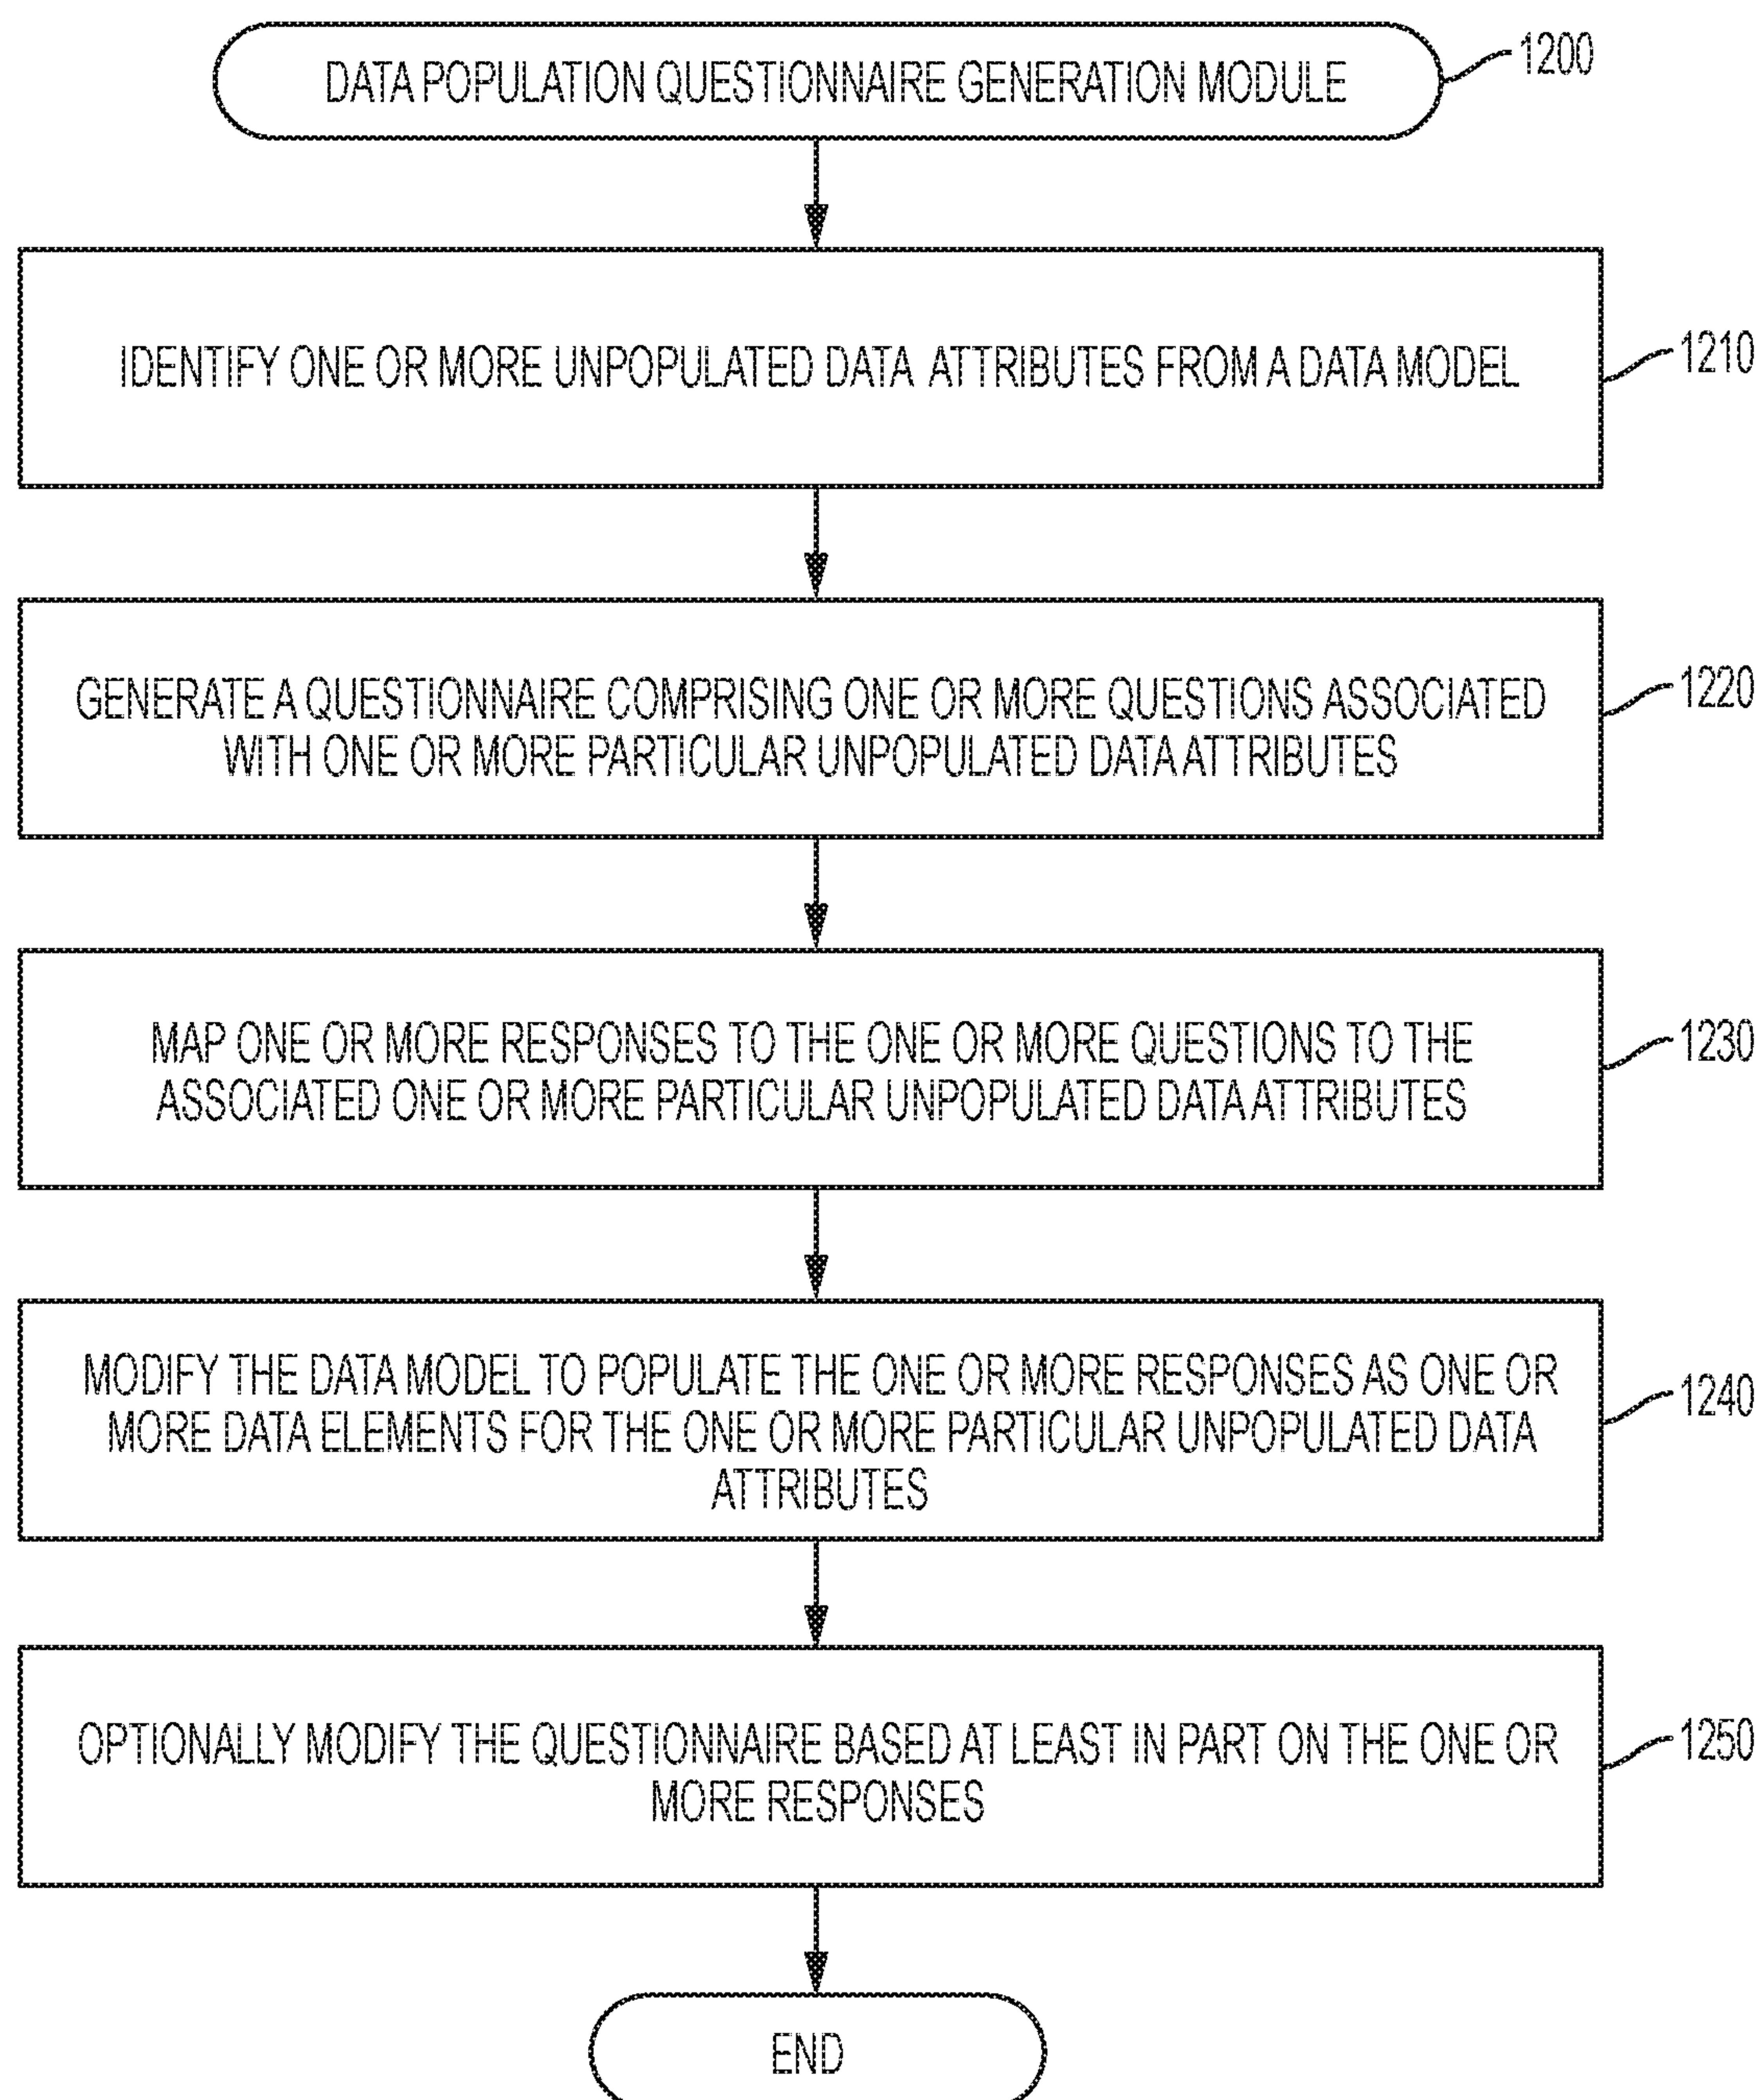 DATA POPULATION QUESTIONNAIRE GENERATION MODULE
1200
IDENTIFY ONE OR MORE UNPOPULATED DATA ATTRIBUTES FROM A DATA MODEL
1210
GENERATE A QUESTIONNAIRE COMPRISING ONE OR MORE QUESTIONS ASSOCIATED
WITH ONE OR MORE PARTICULAR UNPOPULATED DATA ATTRIBUTES
1220
MAP ONE OR MORE RESPONSES TO THE ONE OR MORE QUESTIONS TO THE
ASSOCIATED ONE OR MORE PARTICULAR UNPOPULATED DATA ATTRIBUTES
1230
MODIFY THE DATA MODEL TO POPULATE THE ONE OR MORE RESPONSES AS ONE OR
MORE DATA ELEMENTS FOR THE ONE OR MORE PARTICULAR UNPOPULATED DATA
ATTRIBUTES
1240
OPTIONALLY MODIFY THE QUESTIONNAIRE BASED AT LEAST IN PART ON THE ONE OR
MORE RESPONSES
1250
END